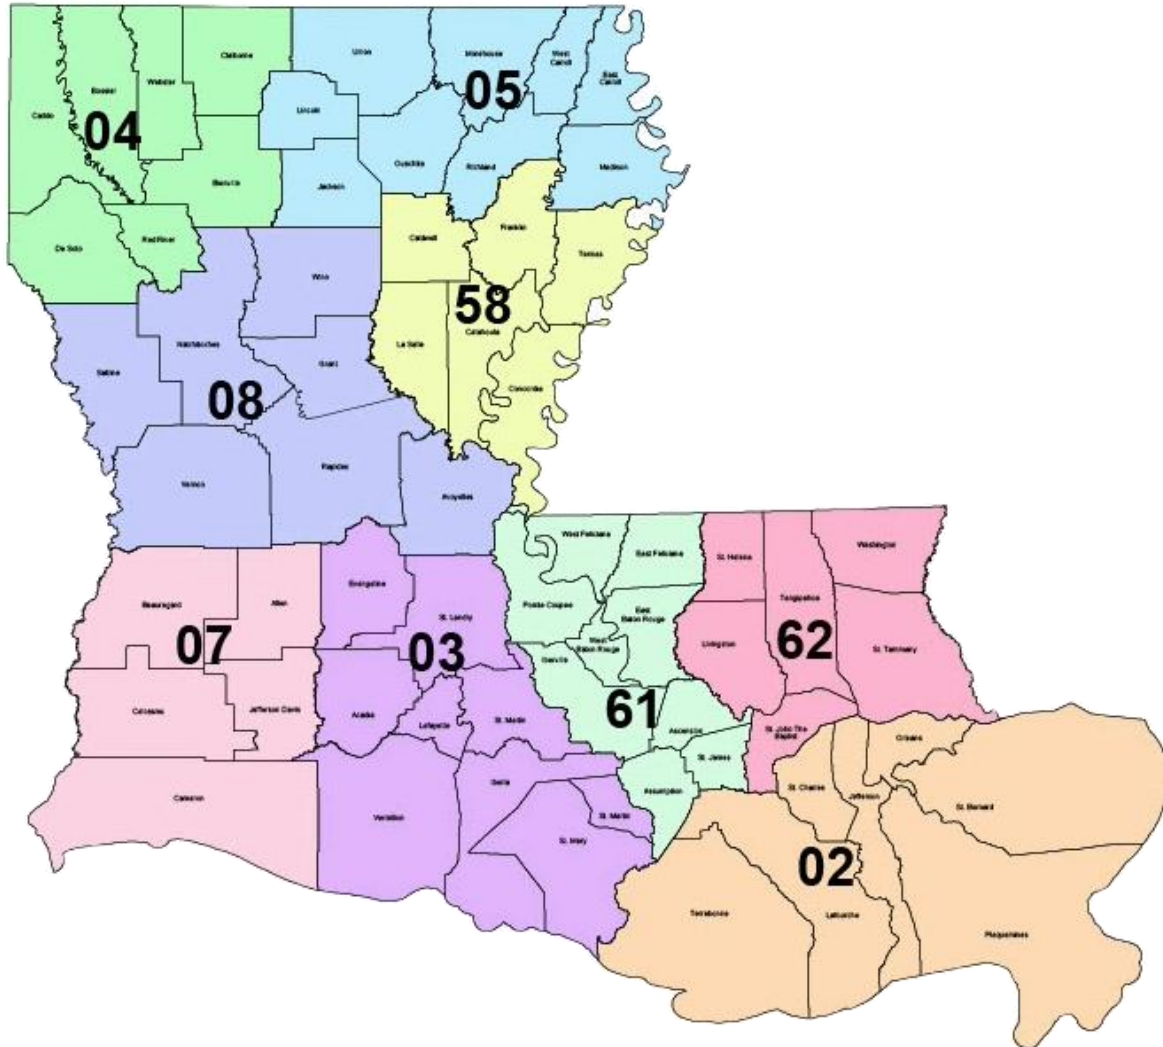 Union
Morehouse
West
Carroll
East
Carroll
Claiborne
Webster
Bossier
Caddo
04
05
Lincoln
Ouachita
Richland
Madison
Bienville
Jackson
De Soto
Red River
Caldwell
Franklin
Tensas
Winn
58
Catahoula
La Salle
Natchitoches
Grant
Sabine
Concordia
08
Rapides
Vernon
Avoyelles
West Feliciana
East Feliciana
St. Helena
Washington
Evangeline
Allen
Beauregard
Tangipahoa
Pointe Coupee
East
Baton Rouge
St. Landry
07
03
62
West
Baton Rouge
Livingston
St. Tammany
Iberville
61
Calcasieu
Jefferson Davis
Acadia
Lafayette
St. Martin
Ascension
St. John The
Baptist
Orleans
St. James
Iberia
Assumption
St. Charles
Jefferson
St. Bernard
Cameron
Vermilion
St. Martin
St. Mary
02
Terrebonne
Lafourche
Plaquemines